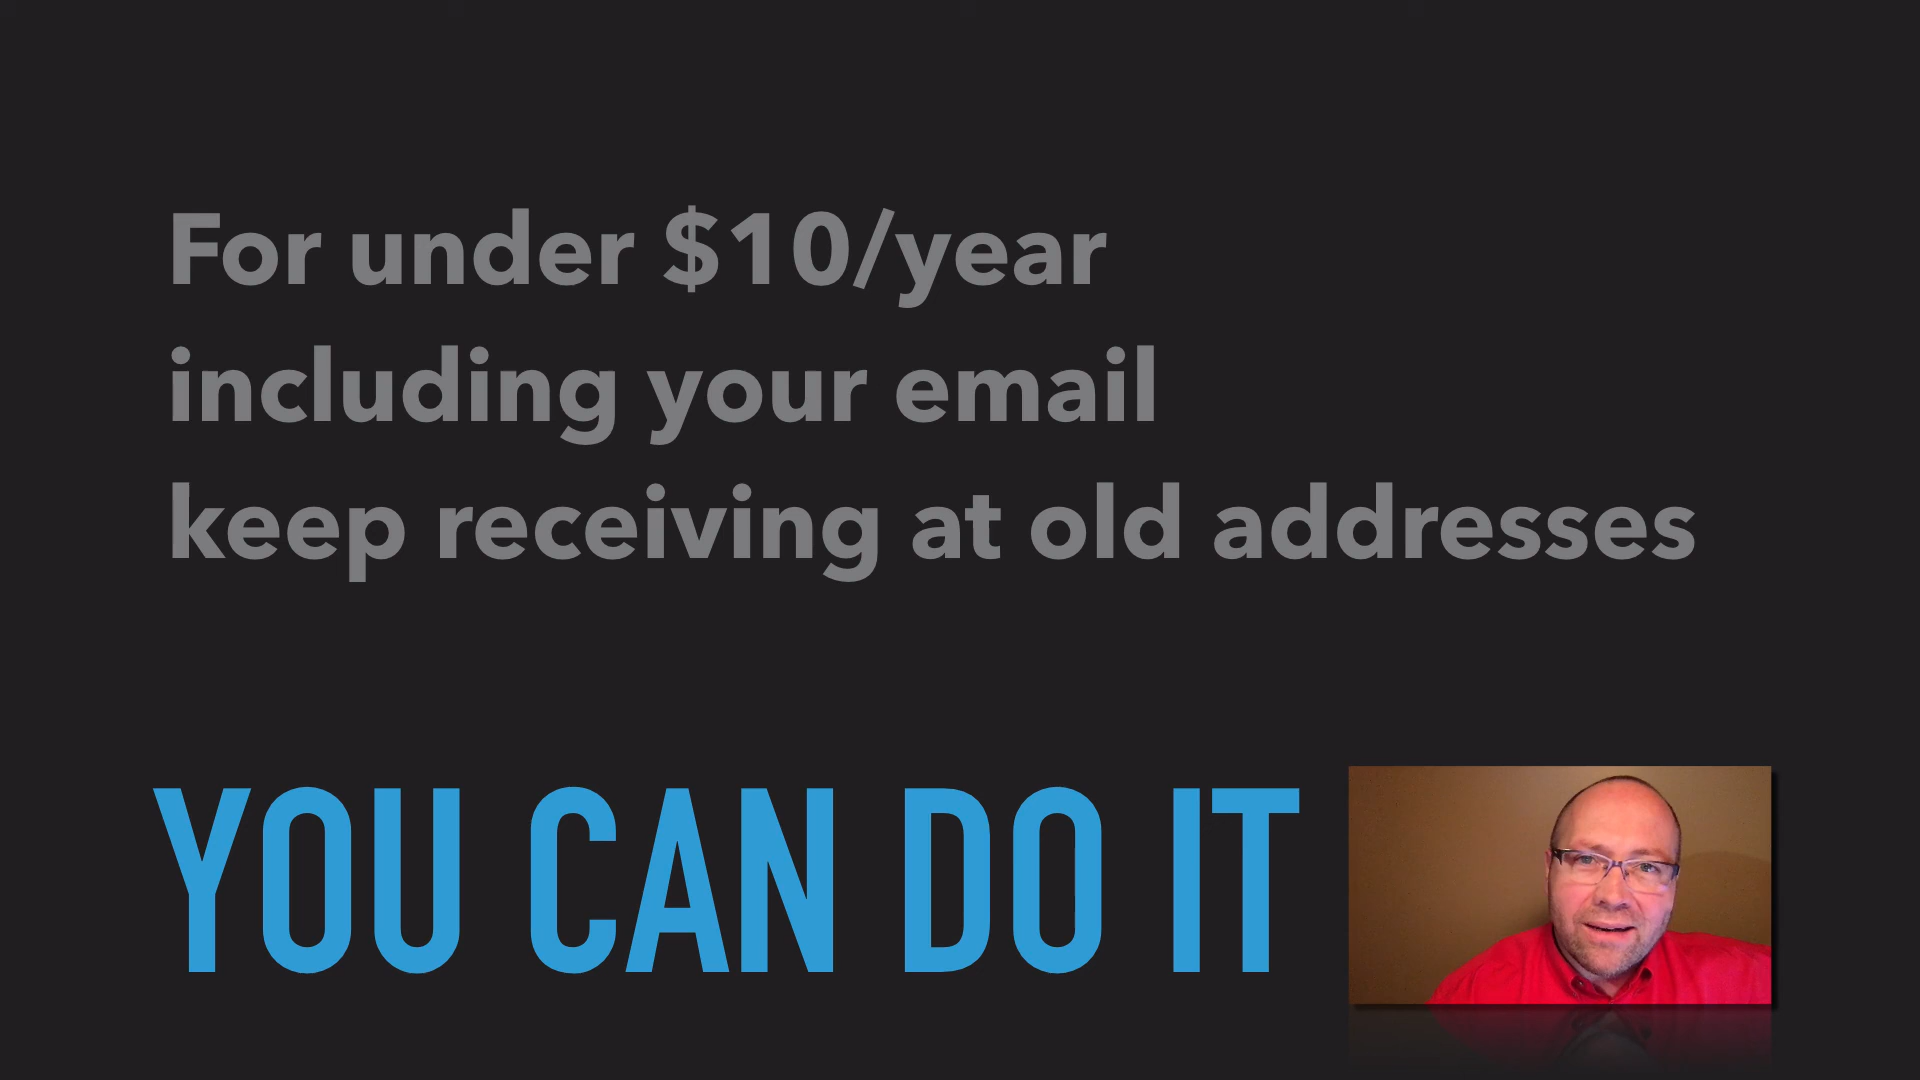 For under $10/year
including your email
keep receiving at old addresses
YOU CAN DO IT